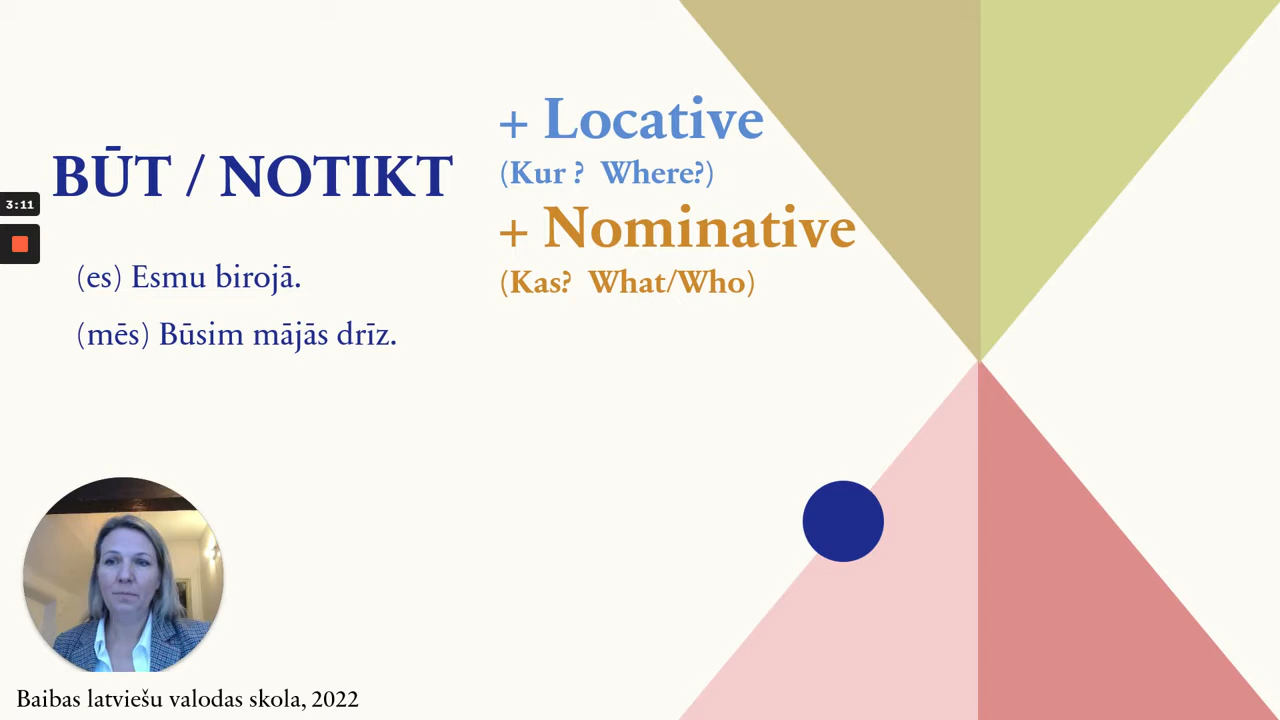 BŪT / NOTIKT
+ Locative
(Kur ? Where?)
+ Nominative
(Kas? What/Who)
3:11
(es) Esmu birojā.
(mēs) Būsim mājās drīz.
Baibas latviešu valodas skola, 2022